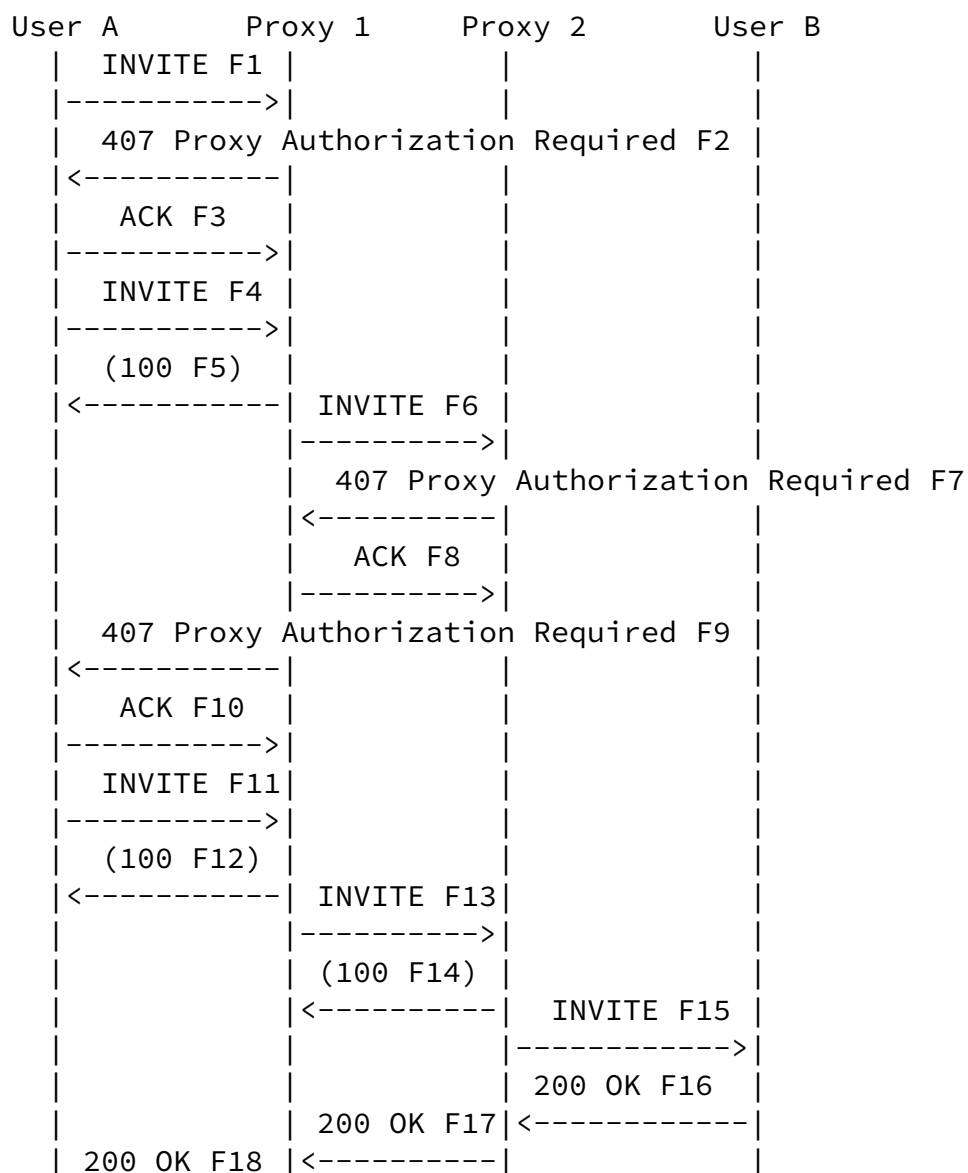 User A Proxy 1 Proxy 2 User B
INVITE F1
407 Proxy Authorization Required F2
ACK F3
INVITE F4
(100 F5)
INVITE F6
407 Proxy Authorization Required F7
ACK F8
407 Proxy Authorization Required F9
ACK F10
INVITE F11
(100 F12)
INVITE F13
(100 F14)
INVITE F15
200 OK F16
200 OK F17
200 OK F18